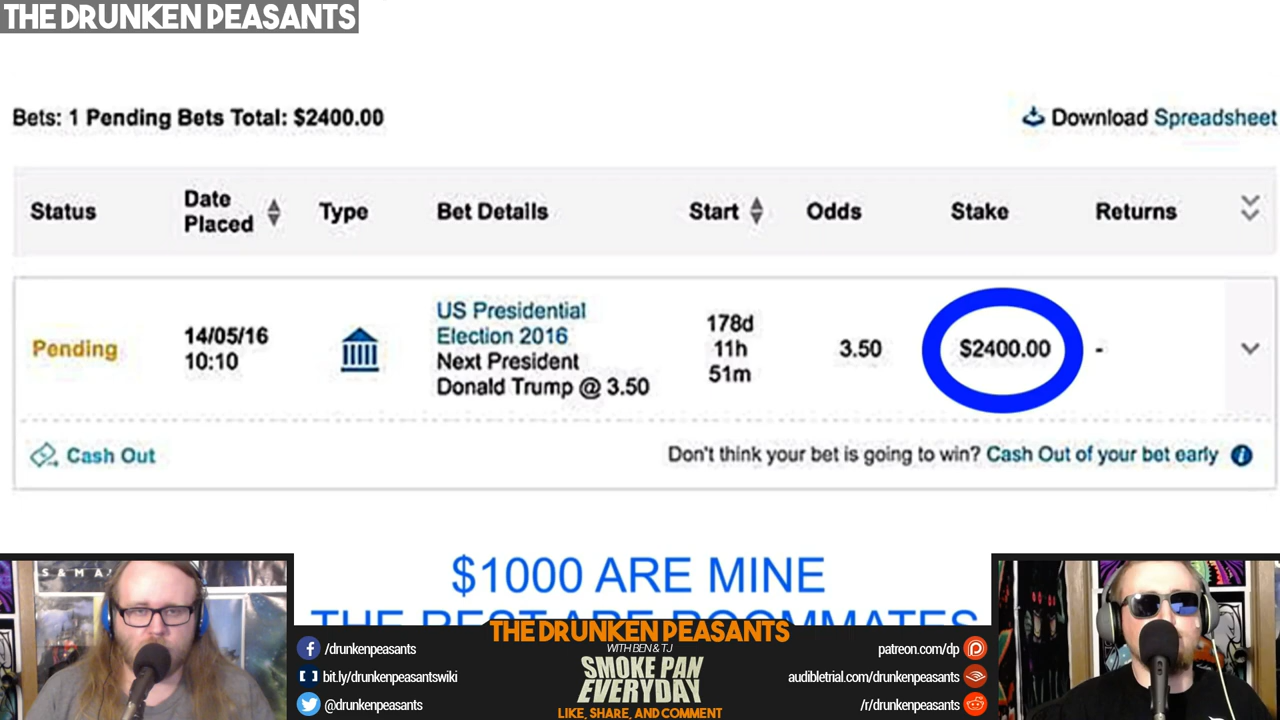 THE DRUNKEN PEASANTS
Bets: 1 Pending Bets Total: $2400.00
Download Spreadsheet
Status
Date Placed
Type
Bet Details
Start
Odds
Stake
Returns
Pending
14/05/16
10:10
US Presidential
Election 2016
Next President
Donald Trump @ 3.50
178d
11h
51m
3.50
$2400.00
-
Cash Out
Don't think your bet is going to win? Cash Out of your bet early
$1000 ARE MINE
THE REST ARE ROOMMATES
THE DRUNKEN PEASANTS
WITH BEN & TJ
SMOKE PAN
EVERYDAY
LIKE, SHARE, AND COMMENT
/drunkenpeasants
bit.ly/drunkenpeasantswiki
@drunkenpeasants
patreon.com/dp
audibletrial.com/drunkenpeasants
/r/drunkenpeasants